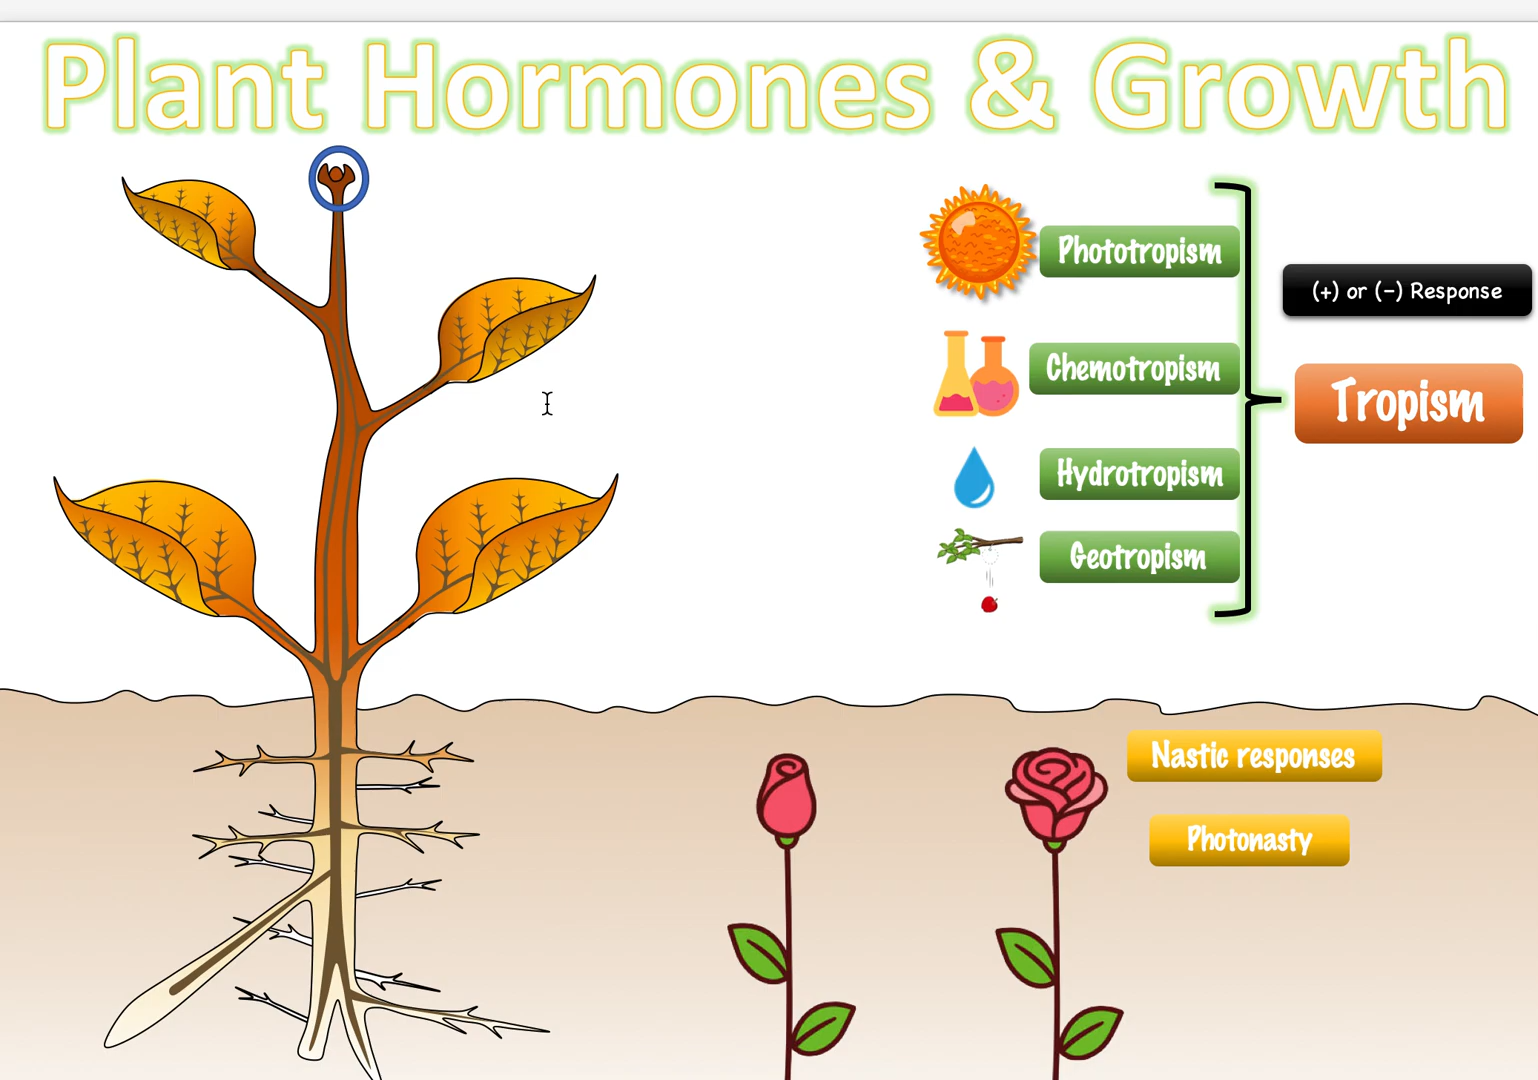 Plant Hormones & Growth
Phototropism
(+) or (-) Response
Chemotropism
Tropism
Hydrotropism
Geotropism
Nastic responses
Photonasty